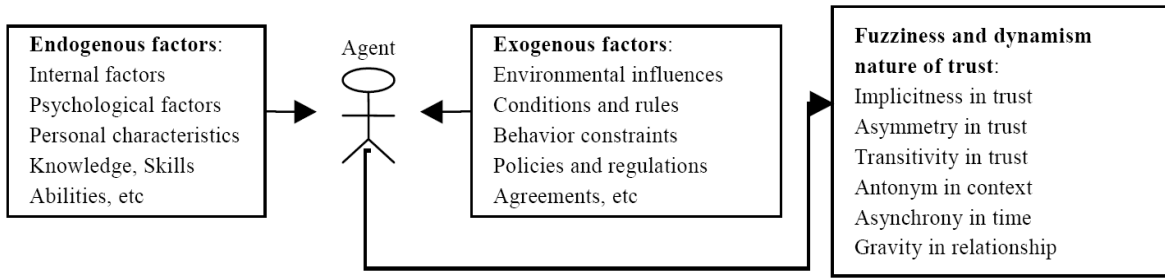 Endogenous factors:
Internal factors
Psychological factors
Personal characteristics
Knowledge, Skills
Abilities, etc
Agent
Exogenous factors:
Environmental influences
Conditions and rules
Behavior constraints
Policies and regulations
Agreements, etc
Fuzziness and dynamism
nature of trust:
Implicitness in trust
Asymmetry in trust
Transitivity in trust
Antonym in context
Asynchrony in time
Gravity in relationship